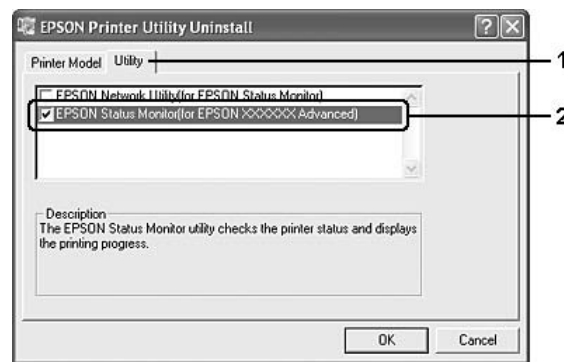 EPSON Printer Utility Uninstall
Printer Model Utility
1
EPSON Network Utility(for EPSON Status Monitor)
EPSON Status Monitor(for EPSON XXXXXX Advanced)
2
Description
The EPSON Status Monitor utility checks the printer status and displays
the printing progress.
OK Cancel